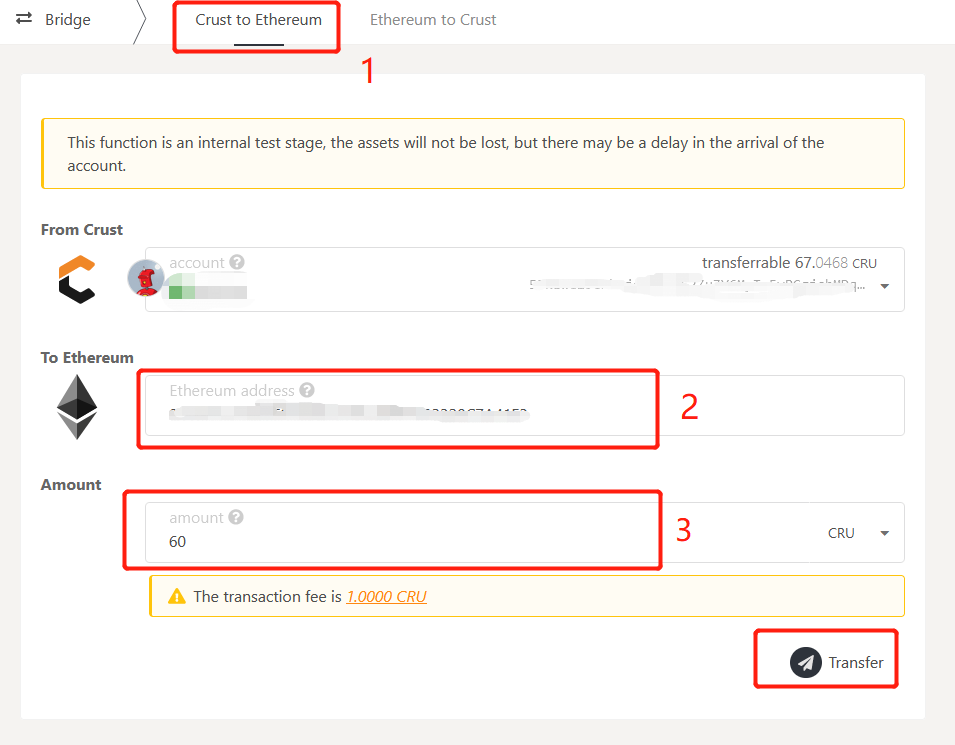 Bridge
Crust to Ethereum
Ethereum to Crust
1
This function is an internal test stage, the assets will not be lost, but there may be a delay in the arrival of the
account.
From Crust
account
transferrable 67.0468 CRU
To Ethereum
Ethereum address
2
Amount
amount
60
CRU
3
The transaction fee is 1.0000 CRU
Transfer